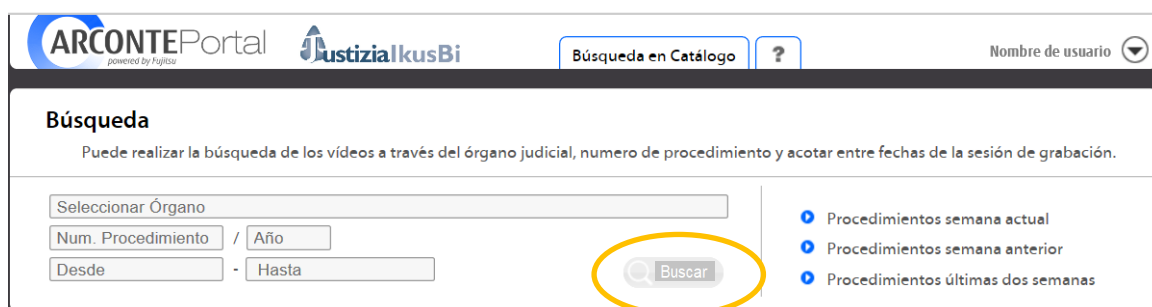 ARCONTEPortal
powered by Fujitsu
JustiziaIkusBi
Búsqueda en Catálogo
?
Nombre de usuario
Búsqueda
Puede realizar la búsqueda de los vídeos a través del órgano judicial, numero de procedimiento y acotar entre fechas de la sesión de grabación.
Seleccionar Órgano
Num. Procedimiento / Año
Desde - Hasta
Buscar
Procedimientos semana actual
Procedimientos semana anterior
Procedimientos últimas dos semanas